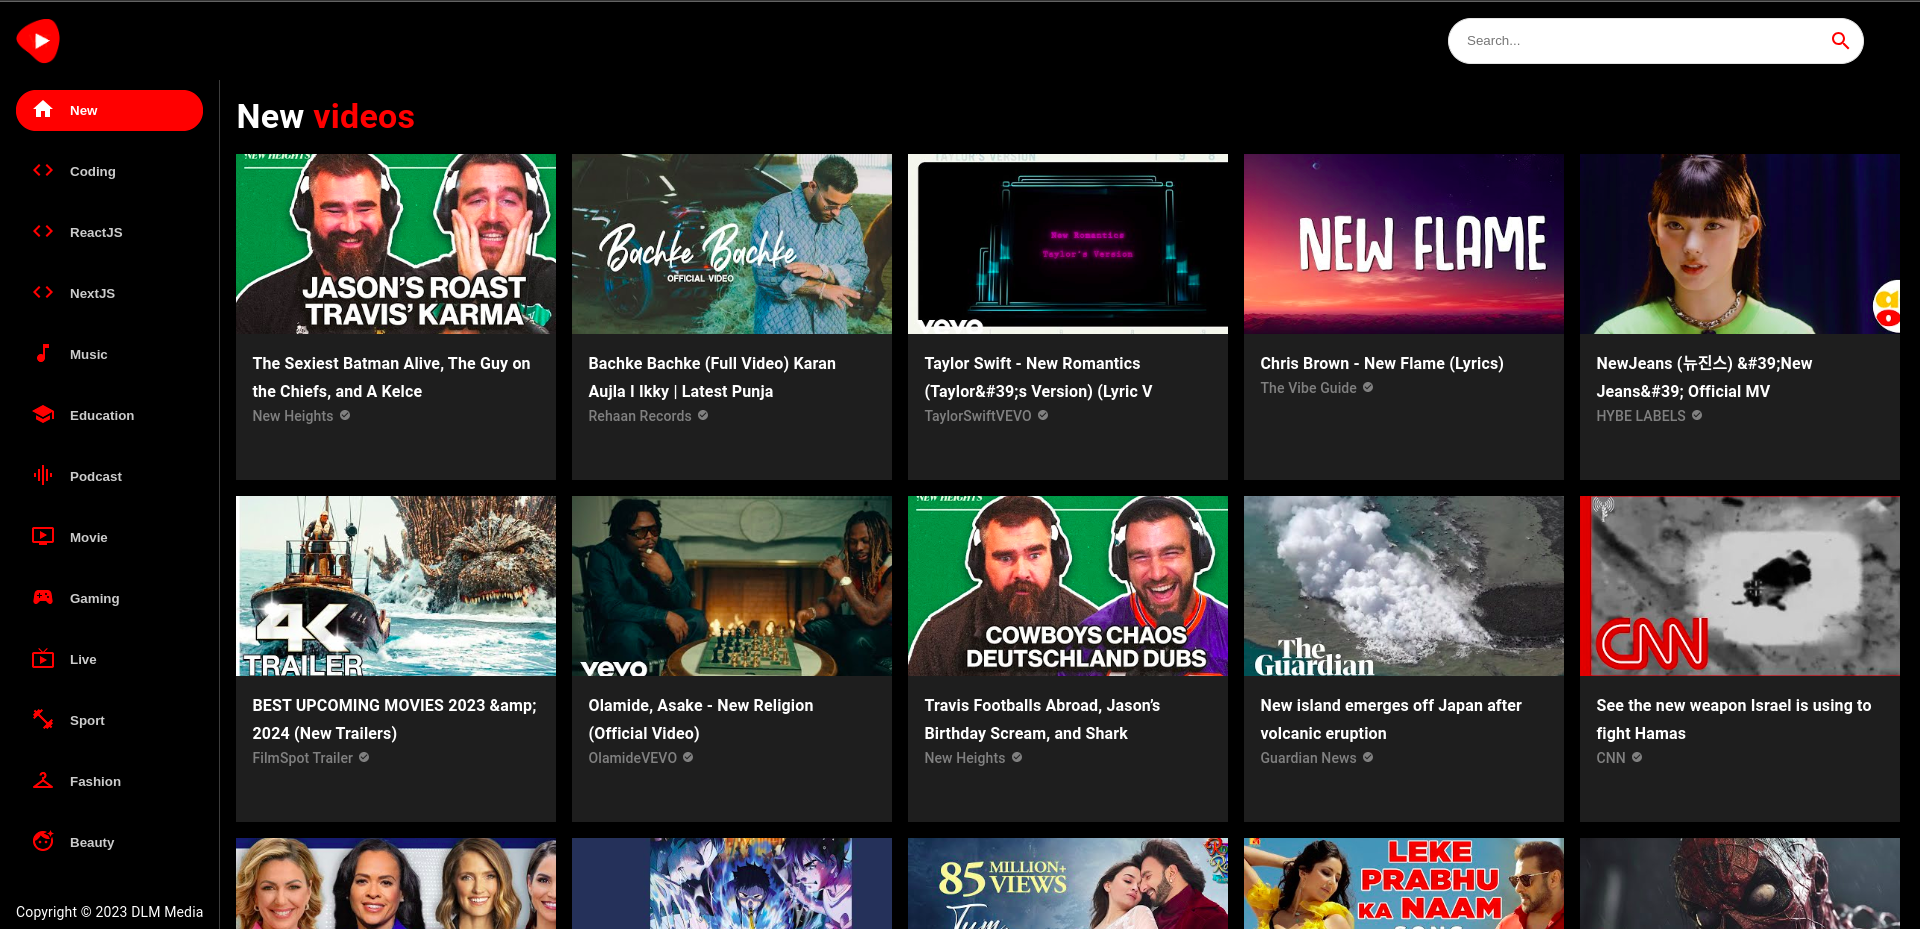 Search...
New
Coding
ReactJS
NextJS
Music
Education
Podcast
Movie
Gaming
Live
Sport
Fashion
Beauty
Copyright © 2023 DLM Media
New videos
NEW HEIGHTS
JASON'S ROAST
TRAVIS' KARMA
The Sexiest Batman Alive, The Guy on
the Chiefs, and A Kelce
New Heights
Bachke Bachke
OFFICIAL VIDEO
Bachke Bachke (Full Video) Karan
Aujla I Ikky | Latest Punja
Rehaan Records
TAYLOR'S VERSION 1 9 8
New Romantics
Taylor's Version
vevo
Taylor Swift - New Romantics
(Taylor&#39;s Version) (Lyric V
TaylorSwiftVEVO
NEW FLAME
Chris Brown - New Flame (Lyrics)
The Vibe Guide
NewJeans (뉴진스) &#39;New
Jeans&#39; Official MV
HYBE LABELS
4K
TRAILER
BEST UPCOMING MOVIES 2023 &amp;
2024 (New Trailers)
FilmSpot Trailer
vevo
Olamide, Asake - New Religion
(Official Video)
OlamideVEVO
NEW HEIGHTS
COWBOYS CHAOS
DEUTSCHLAND DUBS
Travis Footballs Abroad, Jason's
Birthday Scream, and Shark
New Heights
The
Guardian
New island emerges off Japan after
volcanic eruption
Guardian News
CNN
See the new weapon Israel is using to
fight Hamas
CNN
85 MILLION+
VIEWS
Tum
LEKE
PRABHU
KA NAAM
SONG